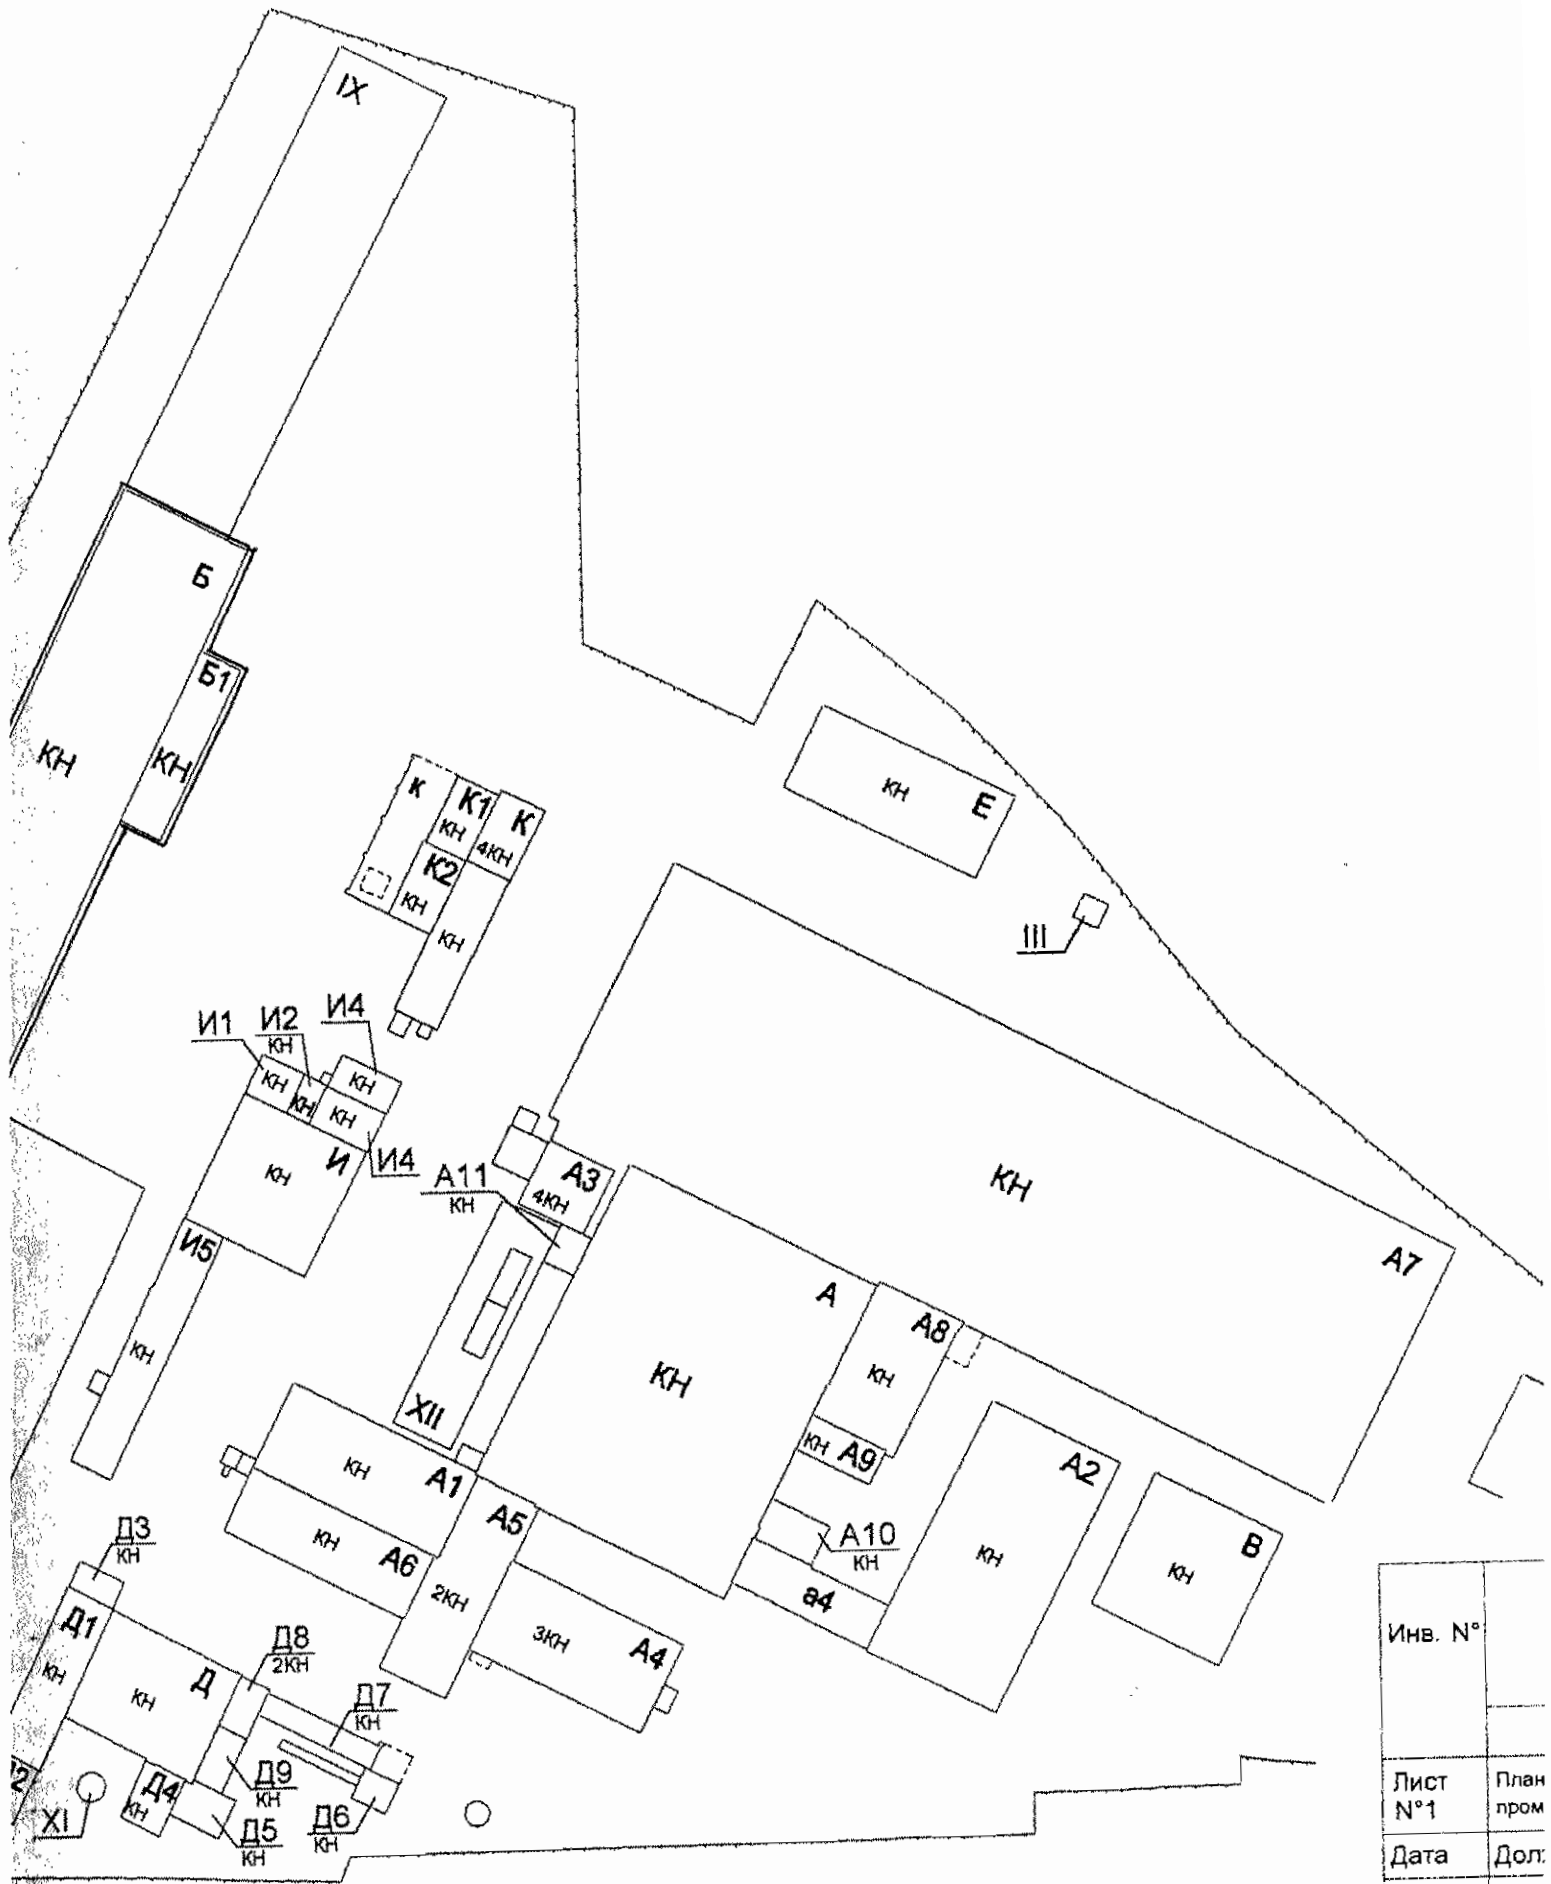 IX
Б
Б1
КН
КН
к
К1
К
КН
4КН
К2
КН
КН
КН
Е
III
И1
И2
КН
И4
КН
КН
КН
КН
И
И4
КН
И5
КН
А11
КН
А3
4КН
КН
А7
А
КН
А8
КН
КН
А9
XII
КН
А1
КН
А6
А5
2КН
3КН
А4
А10
КН
а4
А2
КН
В
КН
Д3
КН
Д1
КН
КН
Д
Д8
2КН
Д7
КН
Д9
КН
Д4
КН
Д5
КН
Д6
КН
XI
Инв. N°
Лист
N°1
План
пром
Дата